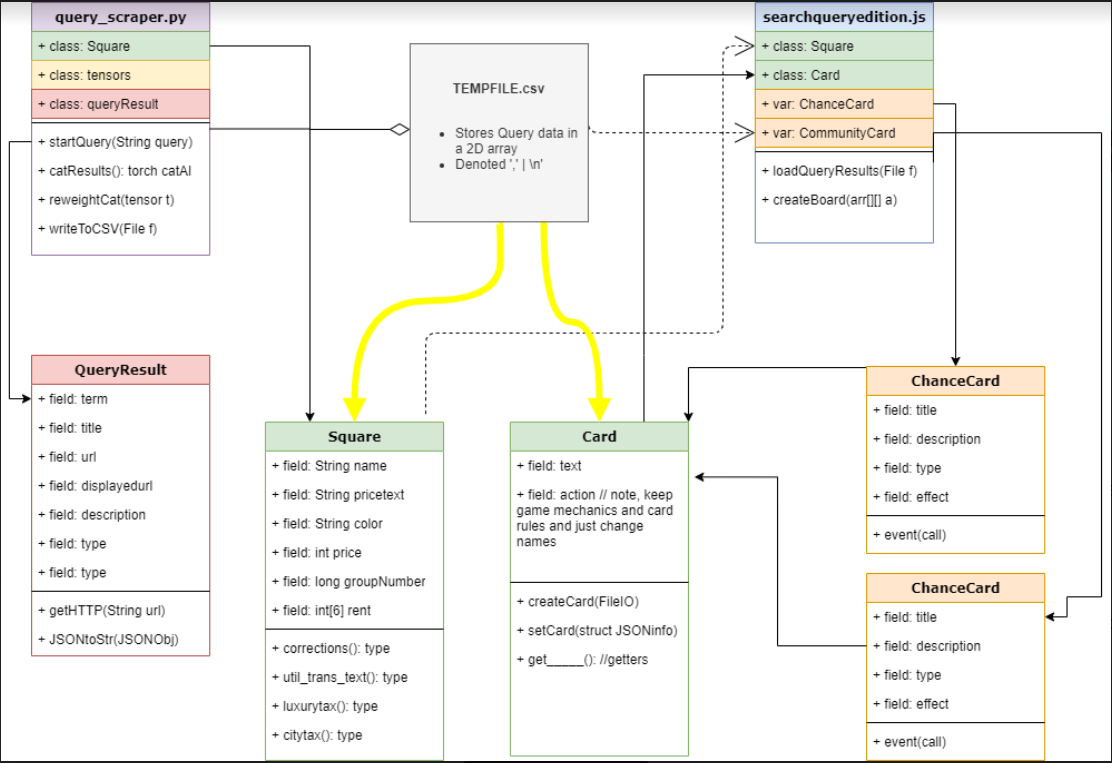 query_scraper.py
+ class: Square
+ class: tensors
+ class: queryResult
+ startQuery(String query)
+ catResults(): torch catAI
+ reweightCat(tensor t)
+ writeToCSV(File f)
TEMPFILE.csv
• Stores Query data in
a 2D array
• Denoted ',' | \n'
searchqueryedition.js
+ class: Square
+ class: Card
+ var: ChanceCard
+ var: CommunityCard
+ loadQueryResults(File f)
+ createBoard(arr[][] a)
QueryResult
+ field: term
+ field: title
+ field: url
+ field: displayedurl
+ field: description
+ field: type
+ field: type
+ getHTTP(String url)
+ JSONtoStr(JSONObj)
Square
+ field: String name
+ field: String pricetext
+ field: String color
+ field: int price
+ field: long groupNumber
+ field: int[6] rent
+ corrections(): type
+ util_trans_text(): type
+ luxurytax(): type
+ citytax(): type
Card
+ field: text
+ field: action // note, keep
game mechanics and card
rules and just change
names
+ createCard(FileIO)
+ setCard(struct JSONinfo)
+ get_____(): //getters
ChanceCard
+ field: title
+ field: description
+ field: type
+ field: effect
+ event(call)
ChanceCard
+ field: title
+ field: description
+ field: type
+ field: effect
+ event(call)